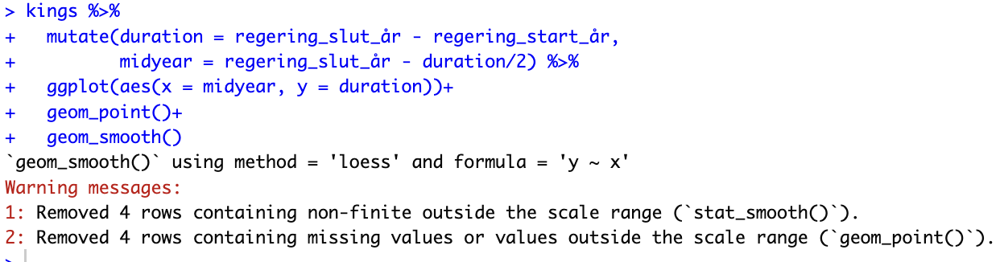 > kings %>%
+   mutate(duration = regering_slut_år - regering_start_år,
+          midyear = regering_slut_år - duration/2) %>%
+   ggplot(aes(x = midyear, y = duration))+
+   geom_point()+
+   geom_smooth()
`geom_smooth()` using method = 'loess' and formula = 'y ~ x'
Warning messages:
1: Removed 4 rows containing non-finite outside the scale range (`stat_smooth()`).
2: Removed 4 rows containing missing values or values outside the scale range (`geom_point()`).
>